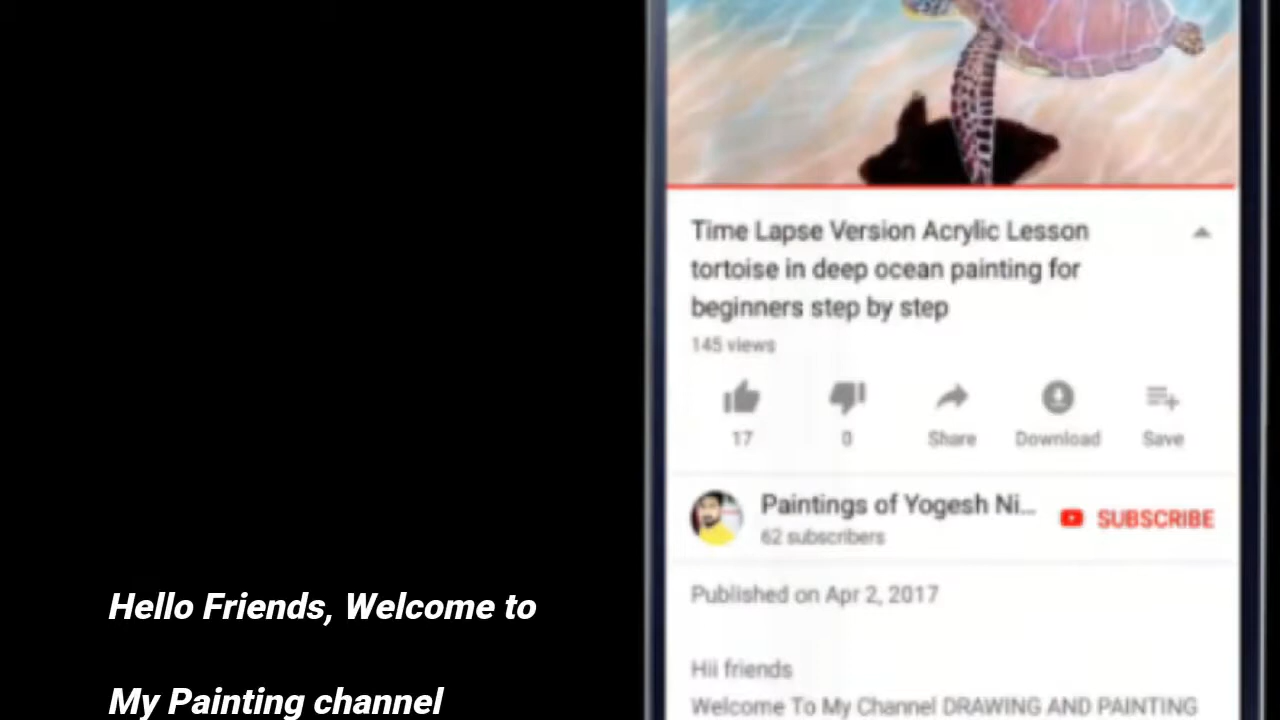 Time Lapse Version Acrylic Lesson
tortoise in deep ocean painting for
beginners step by step
145 views
17
0
Share
Download
Save
Paintings of Yogesh Ni...
62 subscribers
SUBSCRIBE
Published on Apr 2, 2017
Hii friends
Welcome To My Channel DRAWING AND PAINTING
Hello Friends, Welcome to
My Painting channel